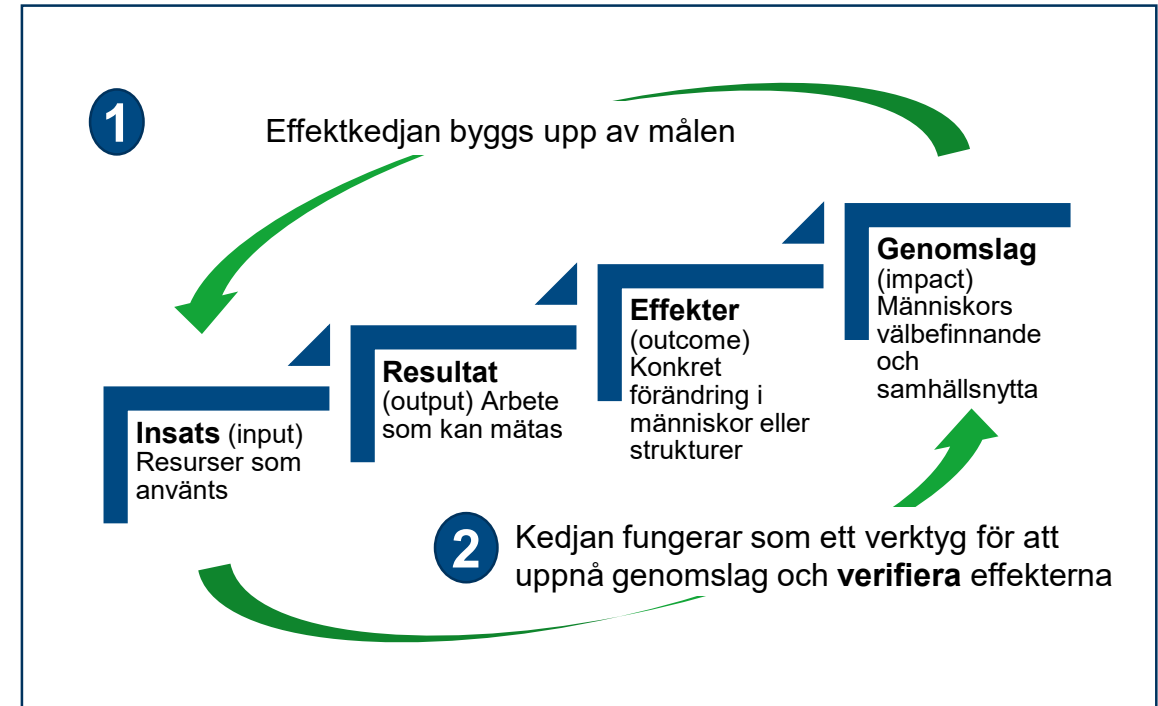 1
Effektkedjan byggs upp av målen
Insats (input)
Resurser som
använts
Resultat
(output) Arbete
som kan mätas
Effekter
(outcome)
Konkret
förändring i
människor eller
strukturer
Genomslag
(impact)
Människors
välbefinnande
och
samhällsnytta
2
Kedjan fungerar som ett verktyg för att
uppnå genomslag och verifiera effekterna